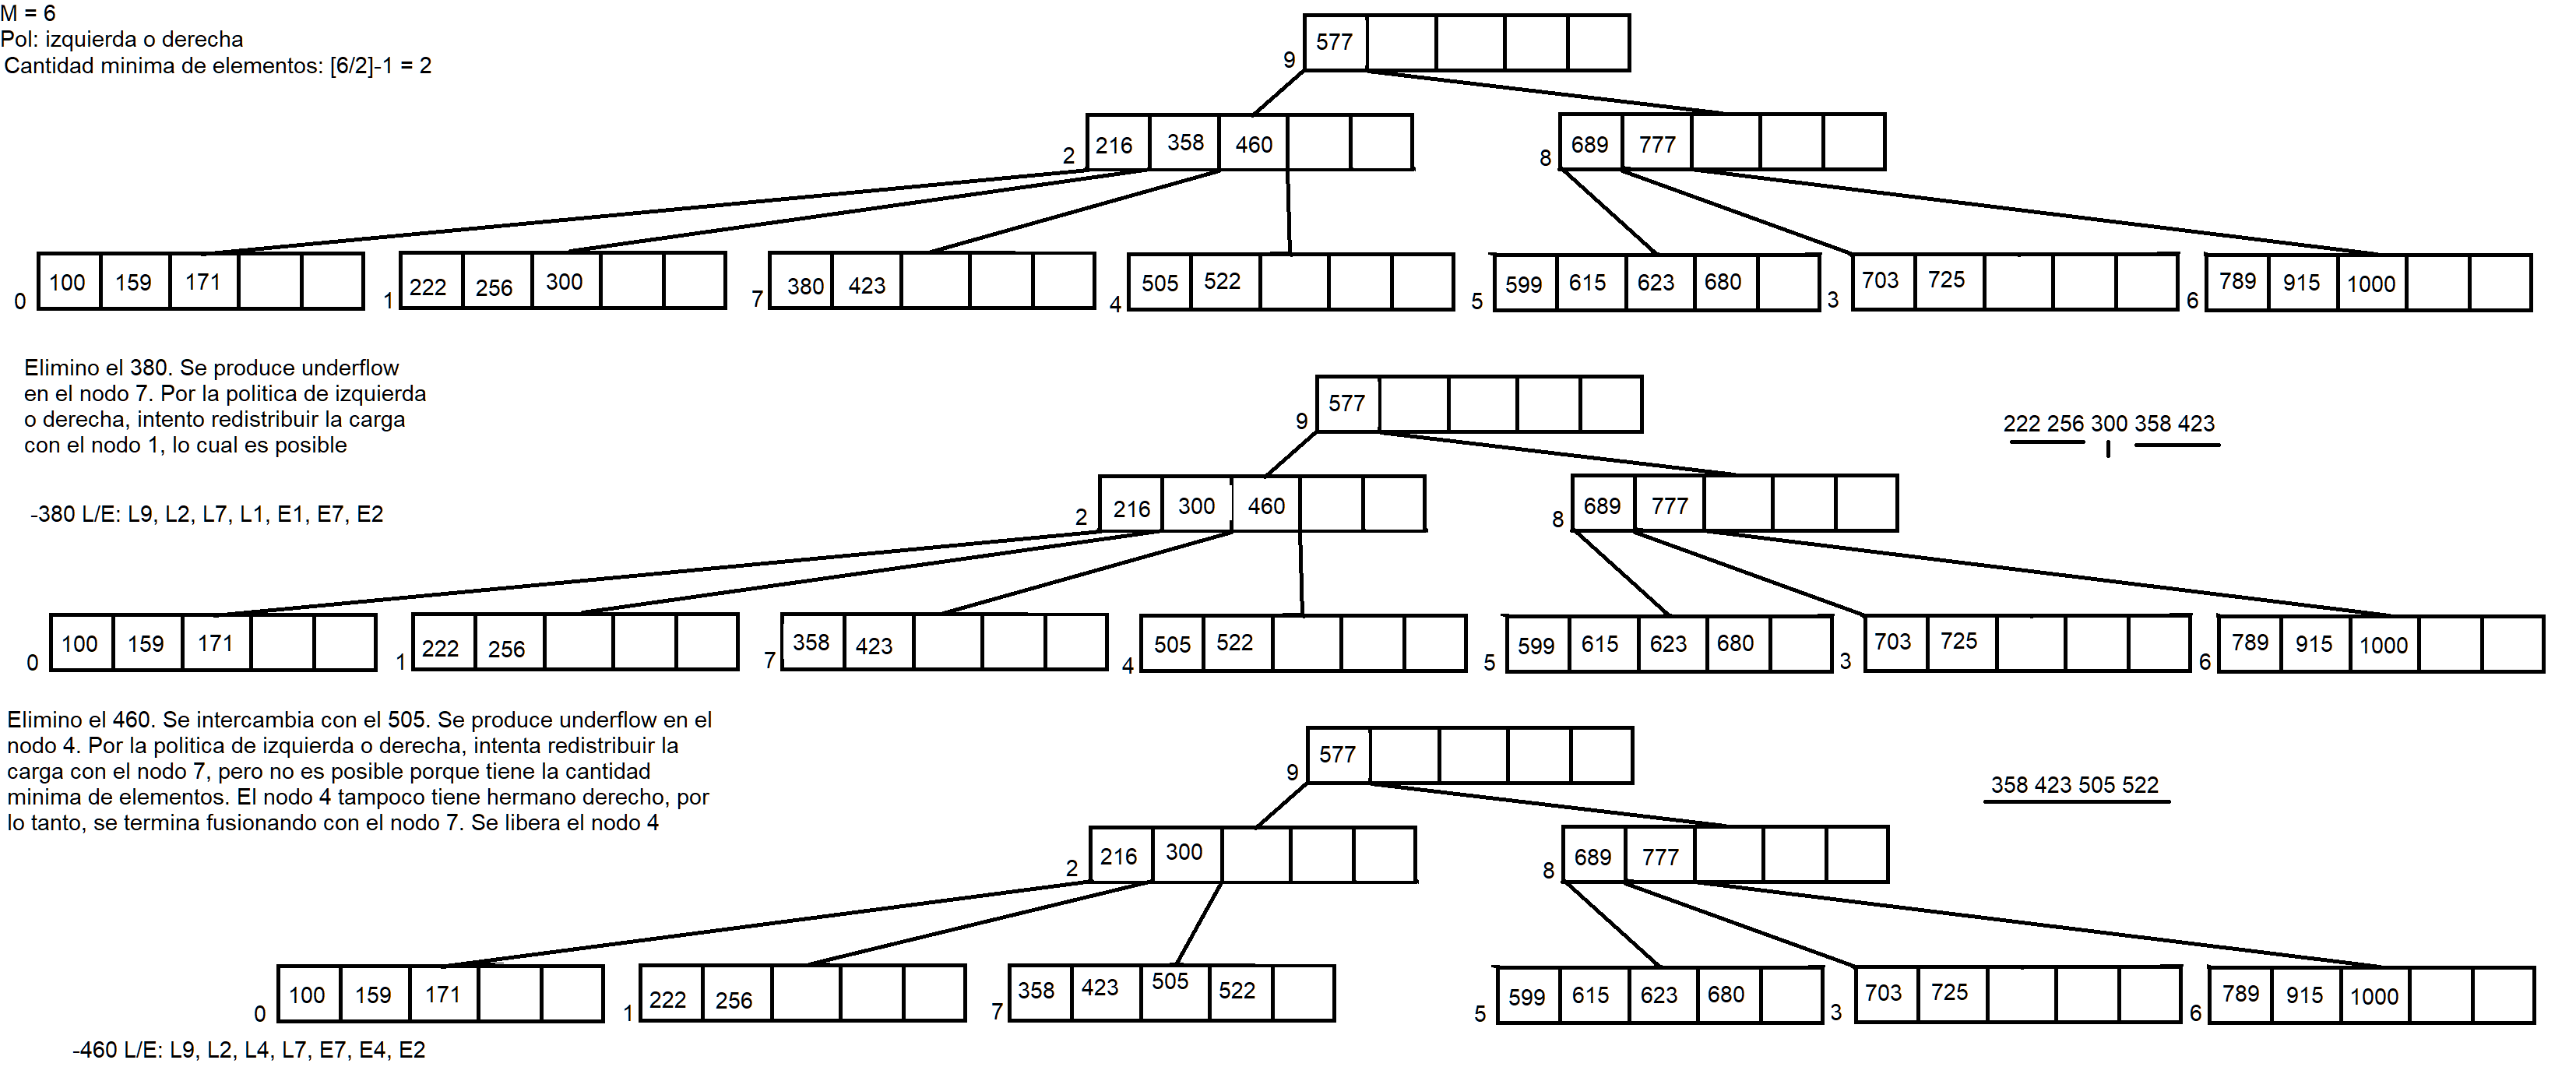 M = 6
Pol: izquierda o derecha
Cantidad minima de elementos: [6/2]-1 = 2
577
9
216 358 460
2
689 777
8
100 159 171
0
222 256 300
1
380 423
7
505 522
4
599 615 623 680
5
703 725
3
789 915 1000
6
Elimino el 380. Se produce underflow
en el nodo 7. Por la politica de izquierda
o derecha, intento redistribuir la carga
con el nodo 1, lo cual es posible
-380 L/E: L9, L2, L7, L1, E1, E7, E2
577
9
222 256 300 358 423
216 300 460
2
689 777
8
100 159 171
0
222 256
1
358 423
7
505 522
4
599 615 623 680
5
703 725
3
789 915 1000
6
Elimino el 460. Se intercambia con el 505. Se produce underflow en el
nodo 4. Por la politica de izquierda o derecha, intenta redistribuir la
carga con el nodo 7, pero no es posible porque tiene la cantidad
minima de elementos. El nodo 4 tampoco tiene hermano derecho, por
lo tanto, se termina fusionando con el nodo 7. Se libera el nodo 4
577
9
358 423 505 522
216 300
2
689 777
8
100 159 171
0
222 256
1
358 423 505 522
7
599 615 623 680
5
703 725
3
789 915 1000
6
-460 L/E: L9, L2, L4, L7, E7, E4, E2